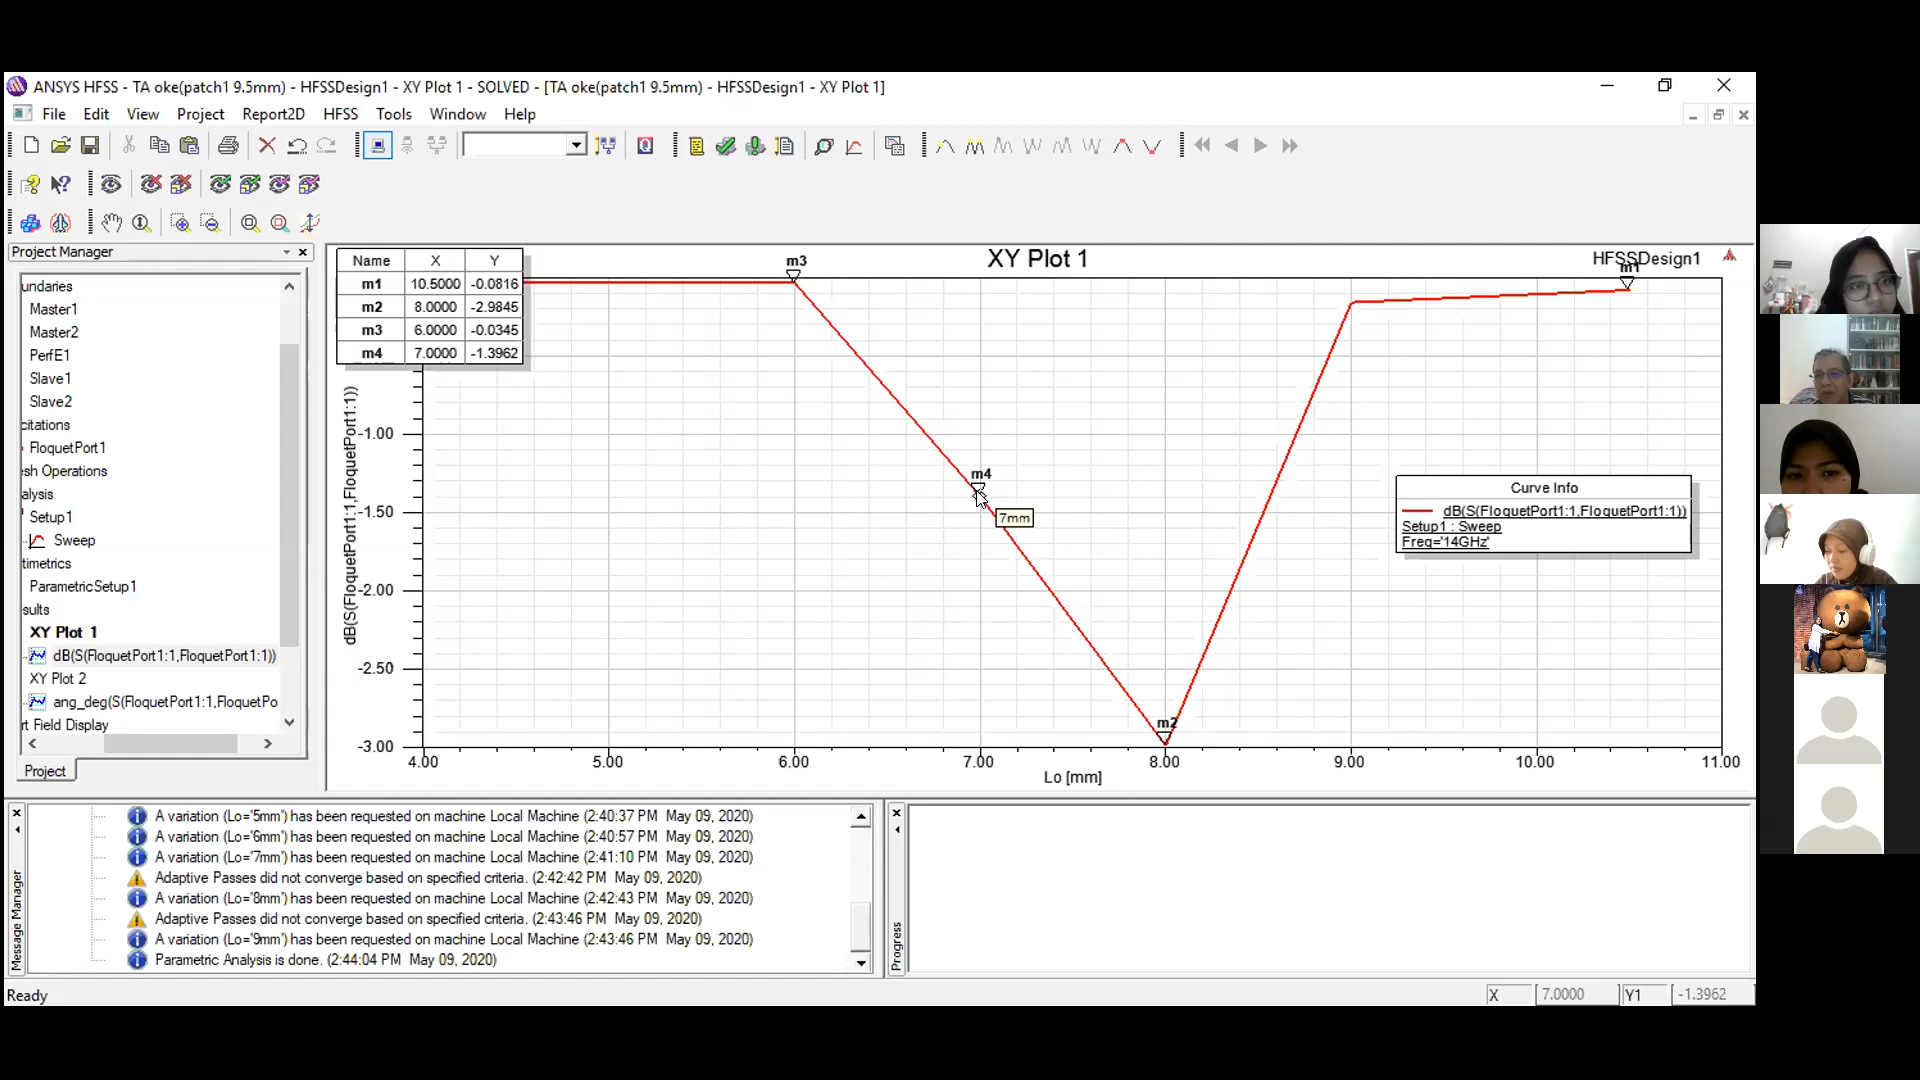 ANSYS HFSS - TA oke(patch1 9.5mm) - HFSSDesign1 - XY Plot 1 - SOLVED - [TA oke(patch1 9.5mm) - HFSSDesign1 - XY Plot 1]
File Edit View Project Report2D HFSS Tools Window Help
Project Manager
undaries
Master1
Master2
PerfE1
Slave1
Slave2
citations
FloquetPort1
esh Operations
alysis
Setup1
Sweep
timetrics
ParametricSetup1
sults
XY Plot 1
dB(S(FloquetPort1:1,FloquetPort1:1))
XY Plot 2
ang_deg(S(FloquetPort1:1,FloquetPo
rt Field Display
Project
XY Plot 1
HFSSDesign1
Name X Y
m1 10.5000 -0.0816
m2 8.0000 -2.9845
m3 6.0000 -0.0345
m4 7.0000 -1.3962
m3
m1
m4
7mm
m2
dB(S(FloquetPort1:1,FloquetPort1:1))
-1.00
-1.50
-2.00
-2.50
-3.00
4.00 5.00 6.00 7.00 8.00 9.00 10.00 11.00
Lo [mm]
Curve Info
dB(S(FloquetPort1:1,FloquetPort1:1))
Setup1 : Sweep
Freq='14GHz'
Message Manager
A variation (Lo='5mm') has been requested on machine Local Machine (2:40:37 PM May 09, 2020)
A variation (Lo='6mm') has been requested on machine Local Machine (2:40:57 PM May 09, 2020)
A variation (Lo='7mm') has been requested on machine Local Machine (2:41:10 PM May 09, 2020)
Adaptive Passes did not converge based on specified criteria. (2:42:42 PM May 09, 2020)
A variation (Lo='8mm') has been requested on machine Local Machine (2:42:43 PM May 09, 2020)
Adaptive Passes did not converge based on specified criteria. (2:43:46 PM May 09, 2020)
A variation (Lo='9mm') has been requested on machine Local Machine (2:43:46 PM May 09, 2020)
Parametric Analysis is done. (2:44:04 PM May 09, 2020)
Progress
Ready
X 7.0000 Y1 -1.3962